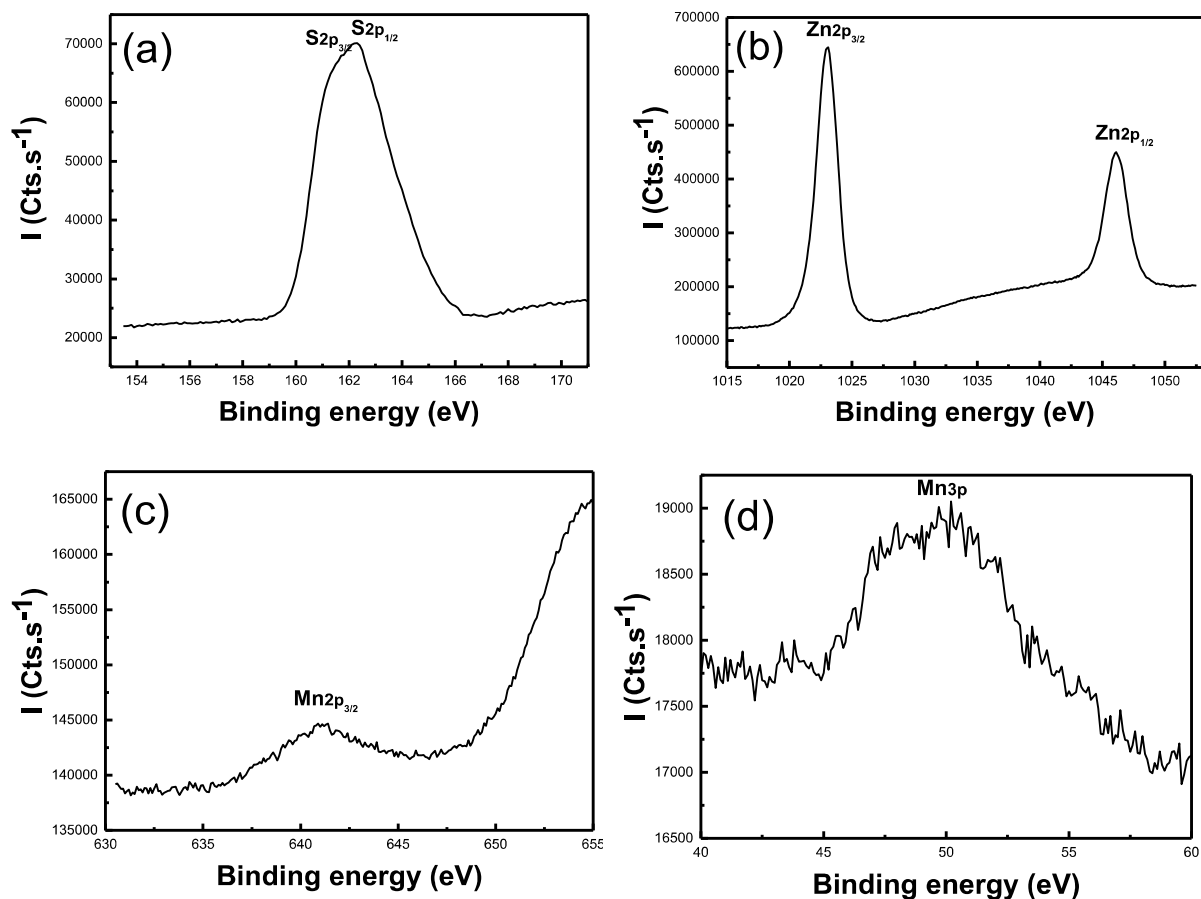 (a)
S2p3/2
S2p1/2
70000
60000
50000
40000
30000
20000
I (Cts.s-1)
154 156 158 160 162 164 166 168 170
Binding energy (eV)
(b)
Zn2p3/2
Zn2p1/2
700000
600000
500000
400000
300000
200000
100000
I (Cts.s-1)
1015 1020 1025 1030 1035 1040 1045 1050
Binding energy (eV)
(c)
Mn2p3/2
165000
160000
155000
150000
145000
140000
135000
I (Cts.s-1)
630 635 640 645 650 655
Binding energy (eV)
(d)
Mn3p
19000
18500
18000
17500
17000
16500
I (Cts.s-1)
40 45 50 55 60
Binding energy (eV)